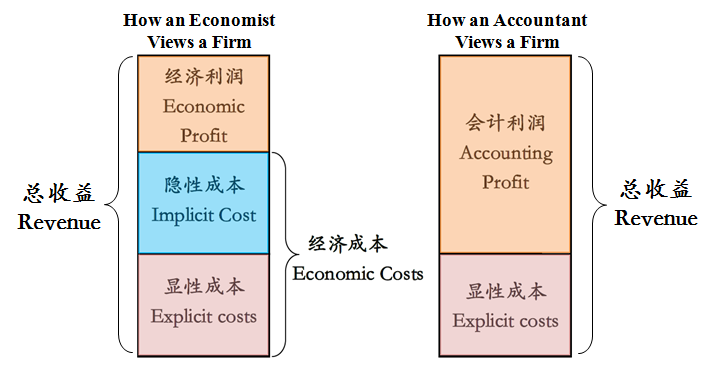 How an Economist
Views a Firm
经济利润
Economic
Profit
隐性成本
Implicit Cost
显性成本
Explicit costs
总收益
Revenue
经济成本
Economic Costs
How an Accountant
Views a Firm
会计利润
Accounting
Profit
显性成本
Explicit costs
总收益
Revenue